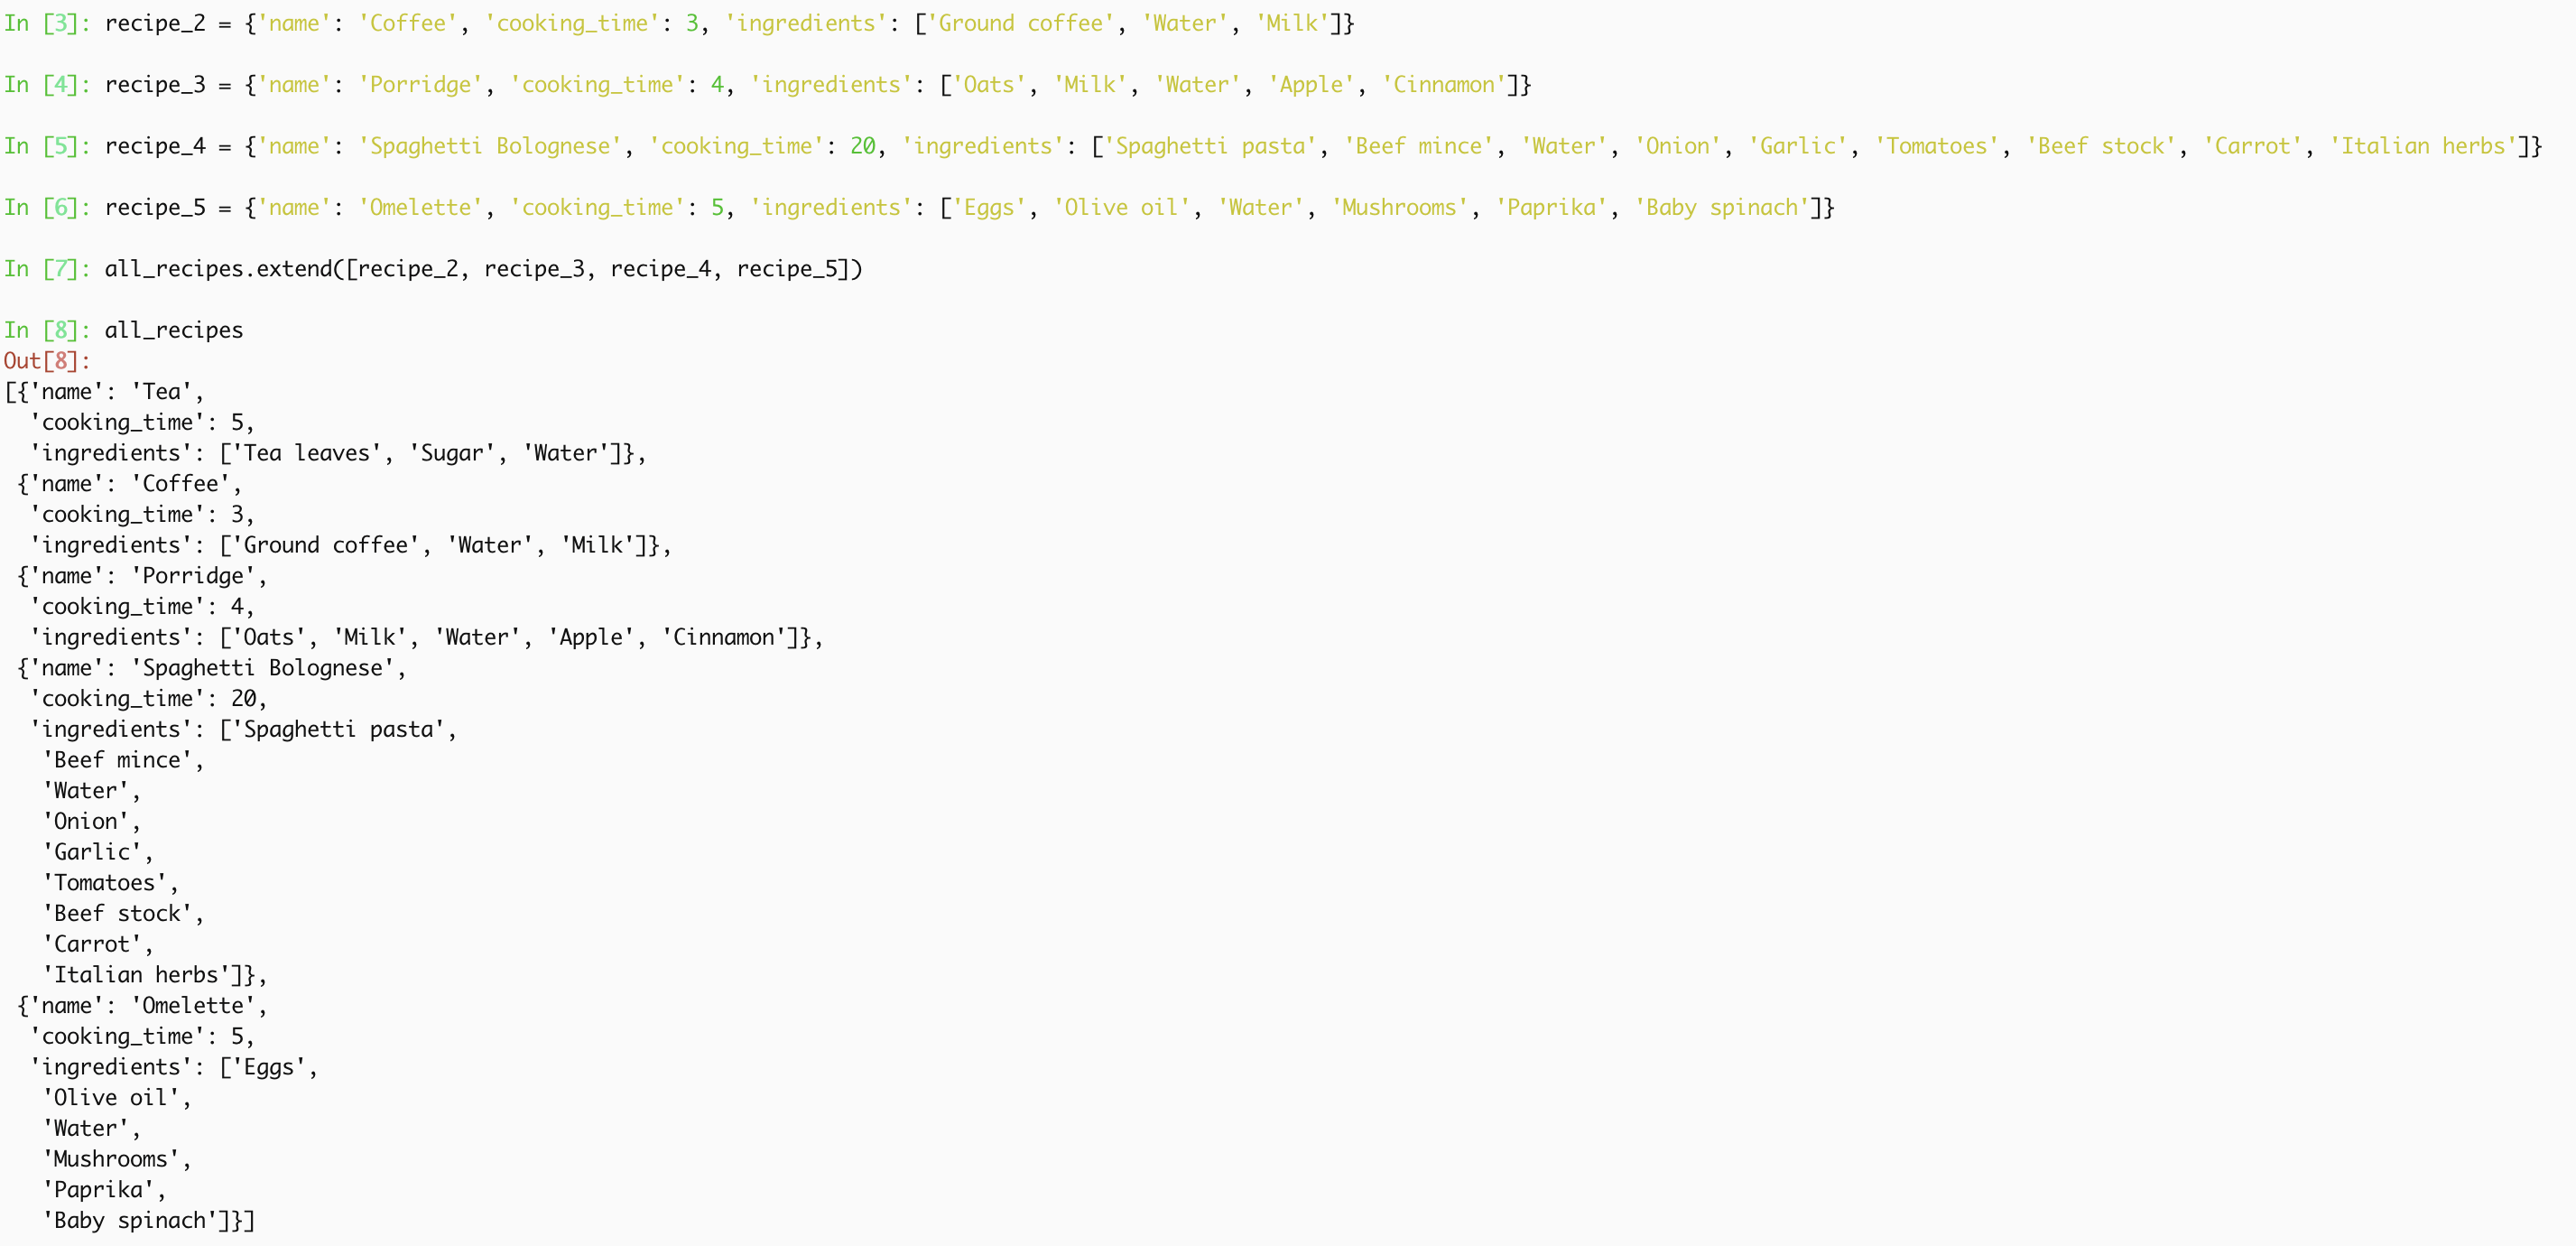 In [3]: recipe_2 = {'name': 'Coffee', 'cooking_time': 3, 'ingredients': ['Ground coffee', 'Water', 'Milk']}
In [4]: recipe_3 = {'name': 'Porridge', 'cooking_time': 4, 'ingredients': ['Oats', 'Milk', 'Water', 'Apple', 'Cinnamon']}
In [5]: recipe_4 = {'name': 'Spaghetti Bolognese', 'cooking_time': 20, 'ingredients': ['Spaghetti pasta', 'Beef mince', 'Water', 'Onion', 'Garlic', 'Tomatoes', 'Beef stock', 'Carrot', 'Italian herbs']}
In [6]: recipe_5 = {'name': 'Omelette', 'cooking_time': 5, 'ingredients': ['Eggs', 'Olive oil', 'Water', 'Mushrooms', 'Paprika', 'Baby spinach']}
In [7]: all_recipes.extend([recipe_2, recipe_3, recipe_4, recipe_5])
In [8]: all_recipes
Out[8]:
[{'name': 'Tea',
  'cooking_time': 5,
  'ingredients': ['Tea leaves', 'Sugar', 'Water']},
 {'name': 'Coffee',
  'cooking_time': 3,
  'ingredients': ['Ground coffee', 'Water', 'Milk']},
 {'name': 'Porridge',
  'cooking_time': 4,
  'ingredients': ['Oats', 'Milk', 'Water', 'Apple', 'Cinnamon']},
 {'name': 'Spaghetti Bolognese',
  'cooking_time': 20,
  'ingredients': ['Spaghetti pasta',
   'Beef mince',
   'Water',
   'Onion',
   'Garlic',
   'Tomatoes',
   'Beef stock',
   'Carrot',
   'Italian herbs']},
 {'name': 'Omelette',
  'cooking_time': 5,
  'ingredients': ['Eggs',
   'Olive oil',
   'Water',
   'Mushrooms',
   'Paprika',
   'Baby spinach']}]